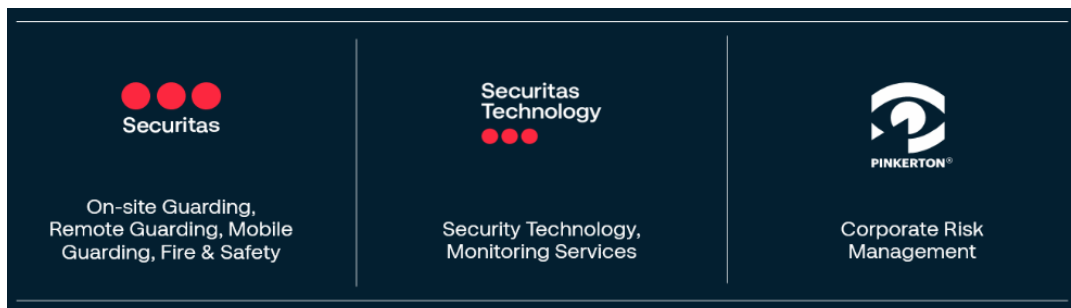 Securitas
On-site Guarding,
Remote Guarding, Mobile
Guarding, Fire & Safety
Securitas
Technology
Security Technology,
Monitoring Services
PINKERTON®
Corporate Risk
Management